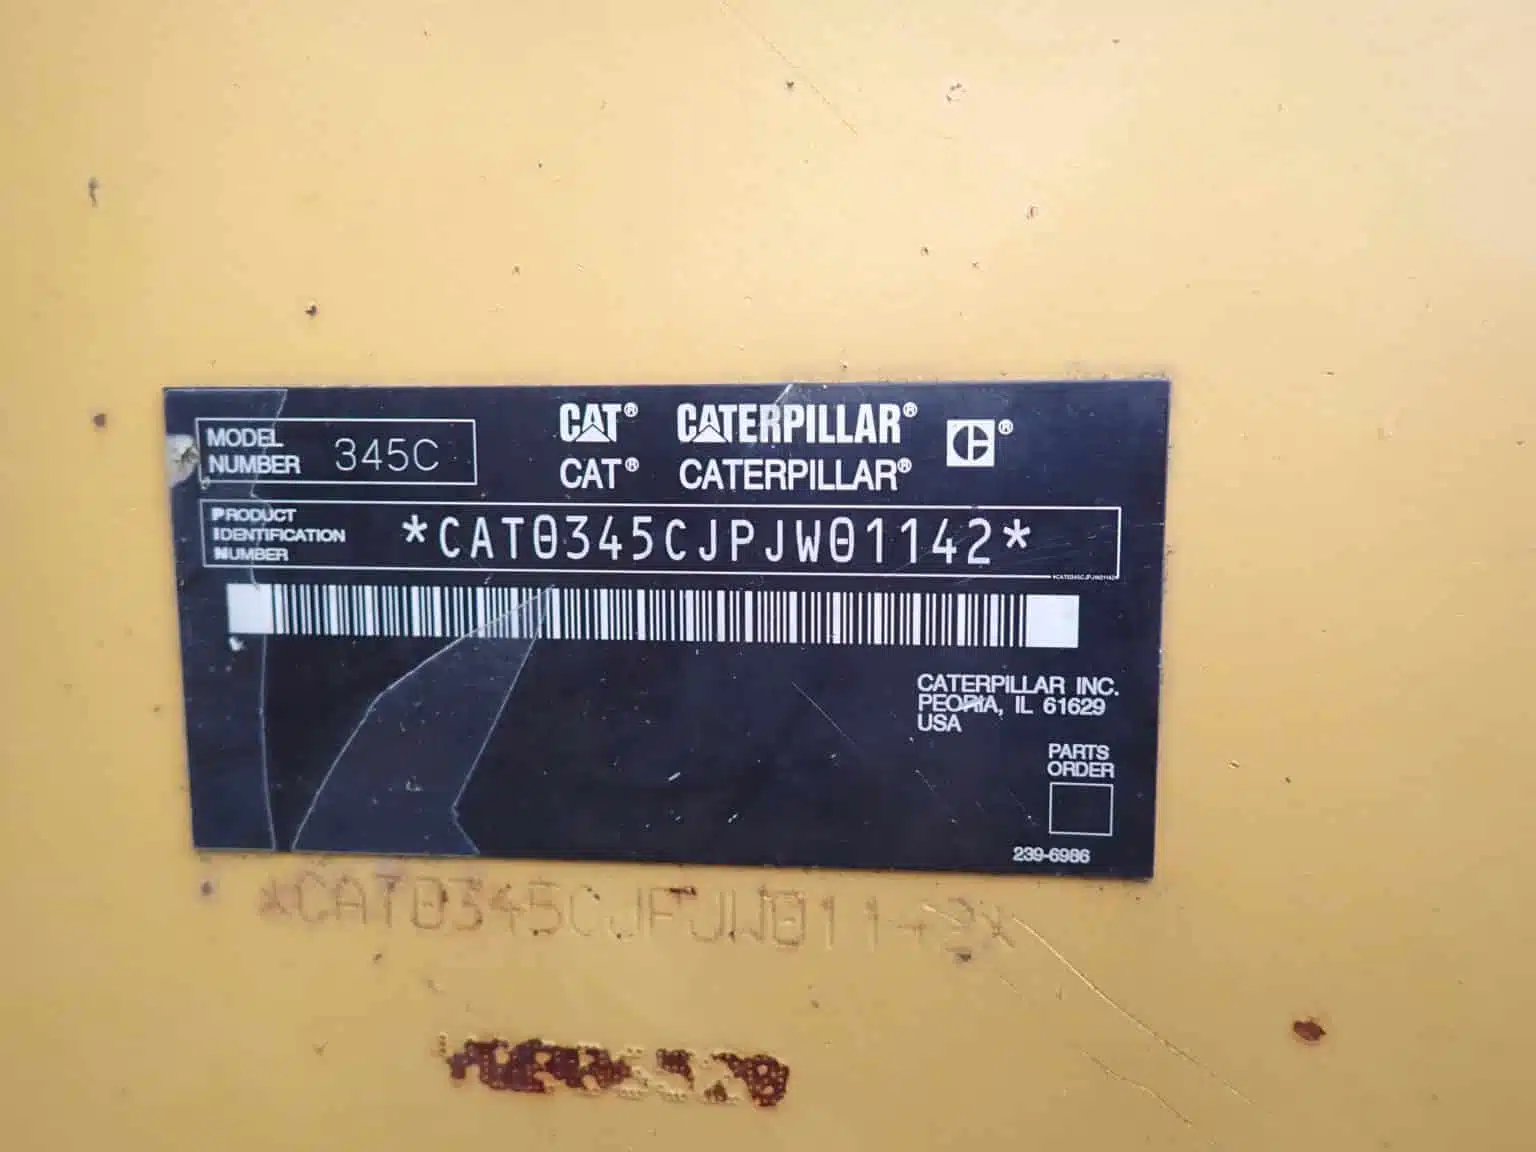 MODEL NUMBER 345C
CAT® CATERPILLAR®
CAT® CATERPILLAR®
PRODUCT IDENTIFICATION NUMBER *CAT0345CJPJW01142*
*CAT0345CJPJW01142*
CATERPILLAR INC.
PEORIA, IL 61629
USA
PARTS
ORDER
239-6986
*CAT0345CJPJW01142*